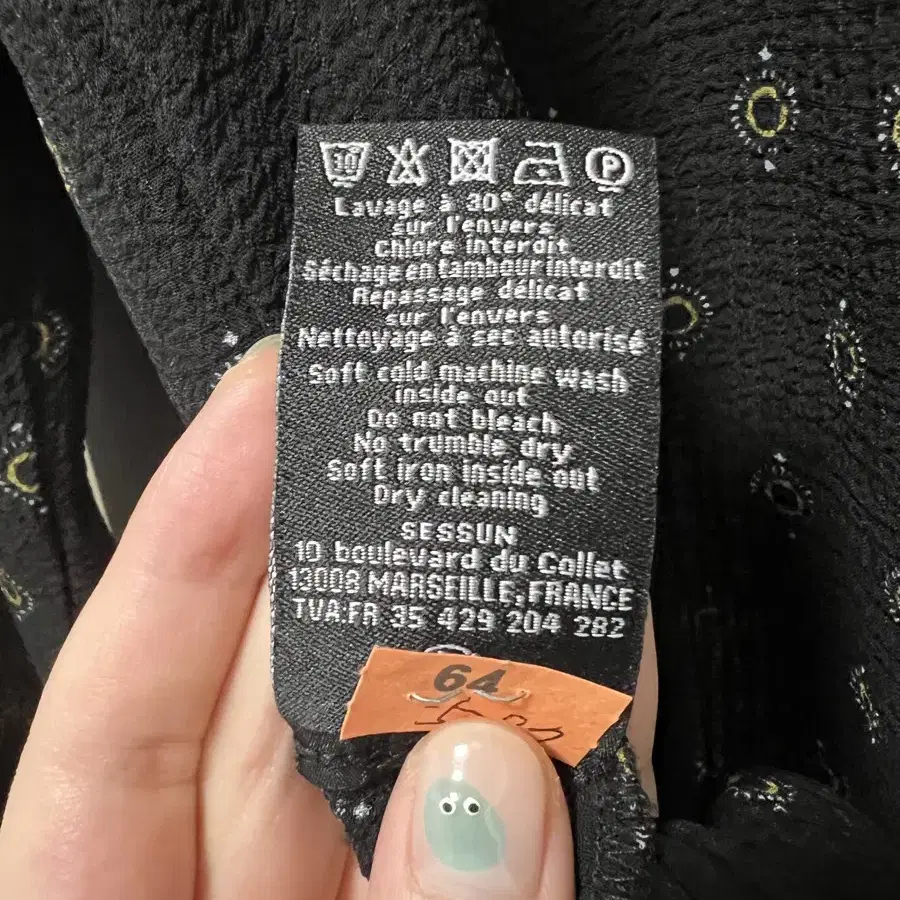 30 P
Lavage à 30° délicat
sur l'envers
Chlore interdit
Séchage en tambour interdit
Repassage délicat
sur l'envers
Nettoyage à sec autorisé
Soft cold machine wash
inside out
Do not bleach
No trumble dry
Soft iron inside out
Dry cleaning
SESSUN
10 boulevard du Collet
13008 MARSEILLE, FRANCE
TVA:FR 35 429 204 282
64